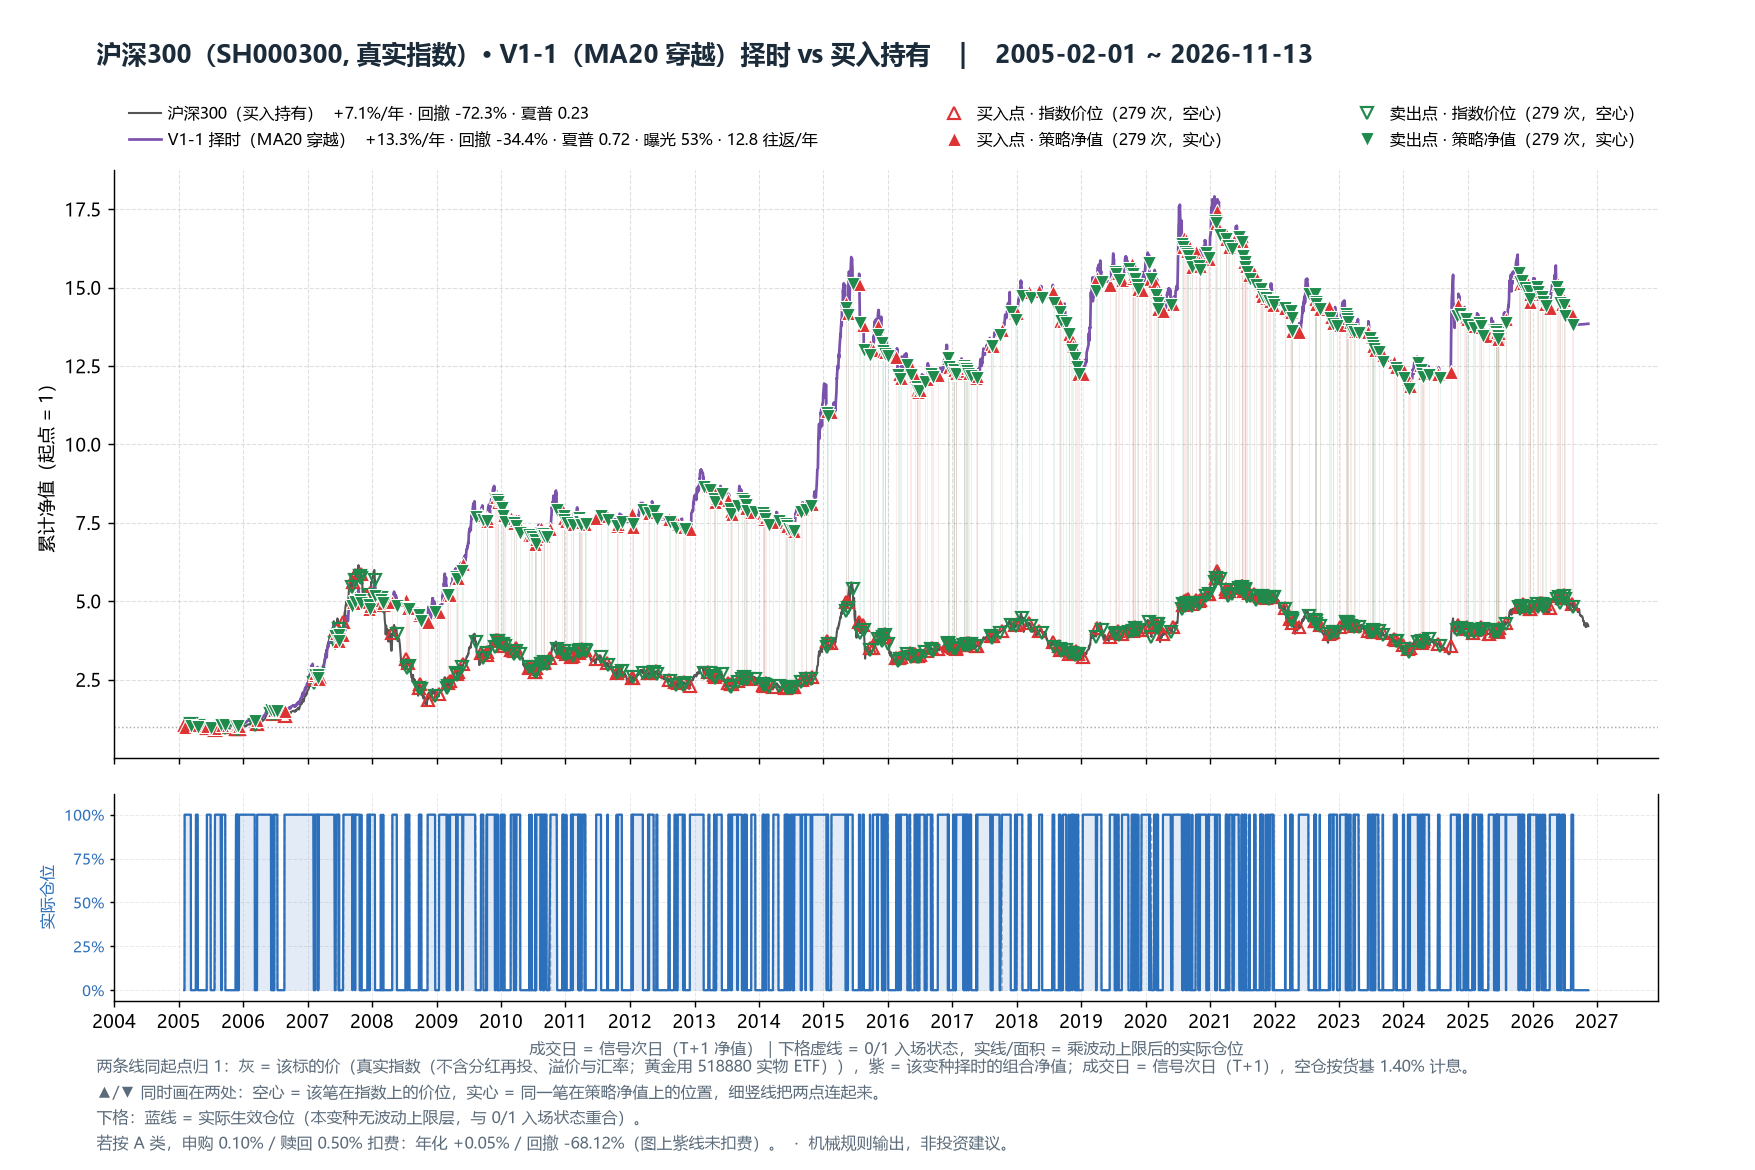 沪深300（SH000300, 真实指数）• V1-1（MA20 穿越）择时 vs 买入持有 | 2005-02-01 ~ 2026-11-13
沪深300（买入持有） +7.1%/年 · 回撤 -72.3% · 夏普 0.23
V1-1 择时（MA20 穿越） +13.3%/年 · 回撤 -34.4% · 夏普 0.72 · 曝光 53% · 12.8 往返/年
买入点 · 指数价位（279 次，空心）
买入点 · 策略净值（279 次，实心）
卖出点 · 指数价位（279 次，空心）
卖出点 · 策略净值（279 次，实心）
累计净值（起点 = 1）
17.5
15.0
12.5
10.0
7.5
5.0
2.5
实际仓位
100%
75%
50%
25%
0%
2004 2005 2006 2007 2008 2009 2010 2011 2012 2013 2014 2015 2016 2017 2018 2019 2020 2021 2022 2023 2024 2025 2026 2027
成交日 = 信号次日（T+1 净值）｜下格虚线 = 0/1 入场状态，实线/面积 = 乘波动上限后的实际仓位
两条线同起点归 1：灰 = 该标的价（真实指数（不含分红再投、溢价与汇率；黄金用 518880 实物 ETF）），紫 = 该变种择时的组合净值；成交日 = 信号次日（T+1），空仓按货基 1.40% 计息。
▲/▼ 同时画在两处：空心 = 该笔在指数上的价位，实心 = 同一笔在策略净值上的位置，细竖线把两点连起来。
下格：蓝线 = 实际生效仓位（本变种无波动上限层，与 0/1 入场状态重合）。
若按 A 类，申购 0.10% / 赎回 0.50% 扣费：年化 +0.05% / 回撤 -68.12%（图上紫线未扣费）。 · 机械规则输出，非投资建议。